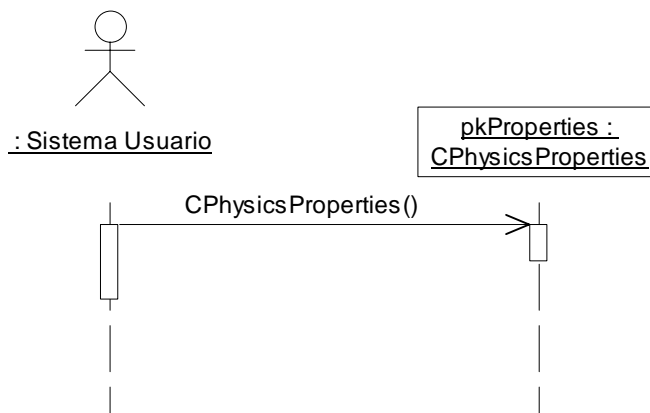 : Sistema Usuario
pkProperties :
CPhysicsProperties
CPhysicsProperties()